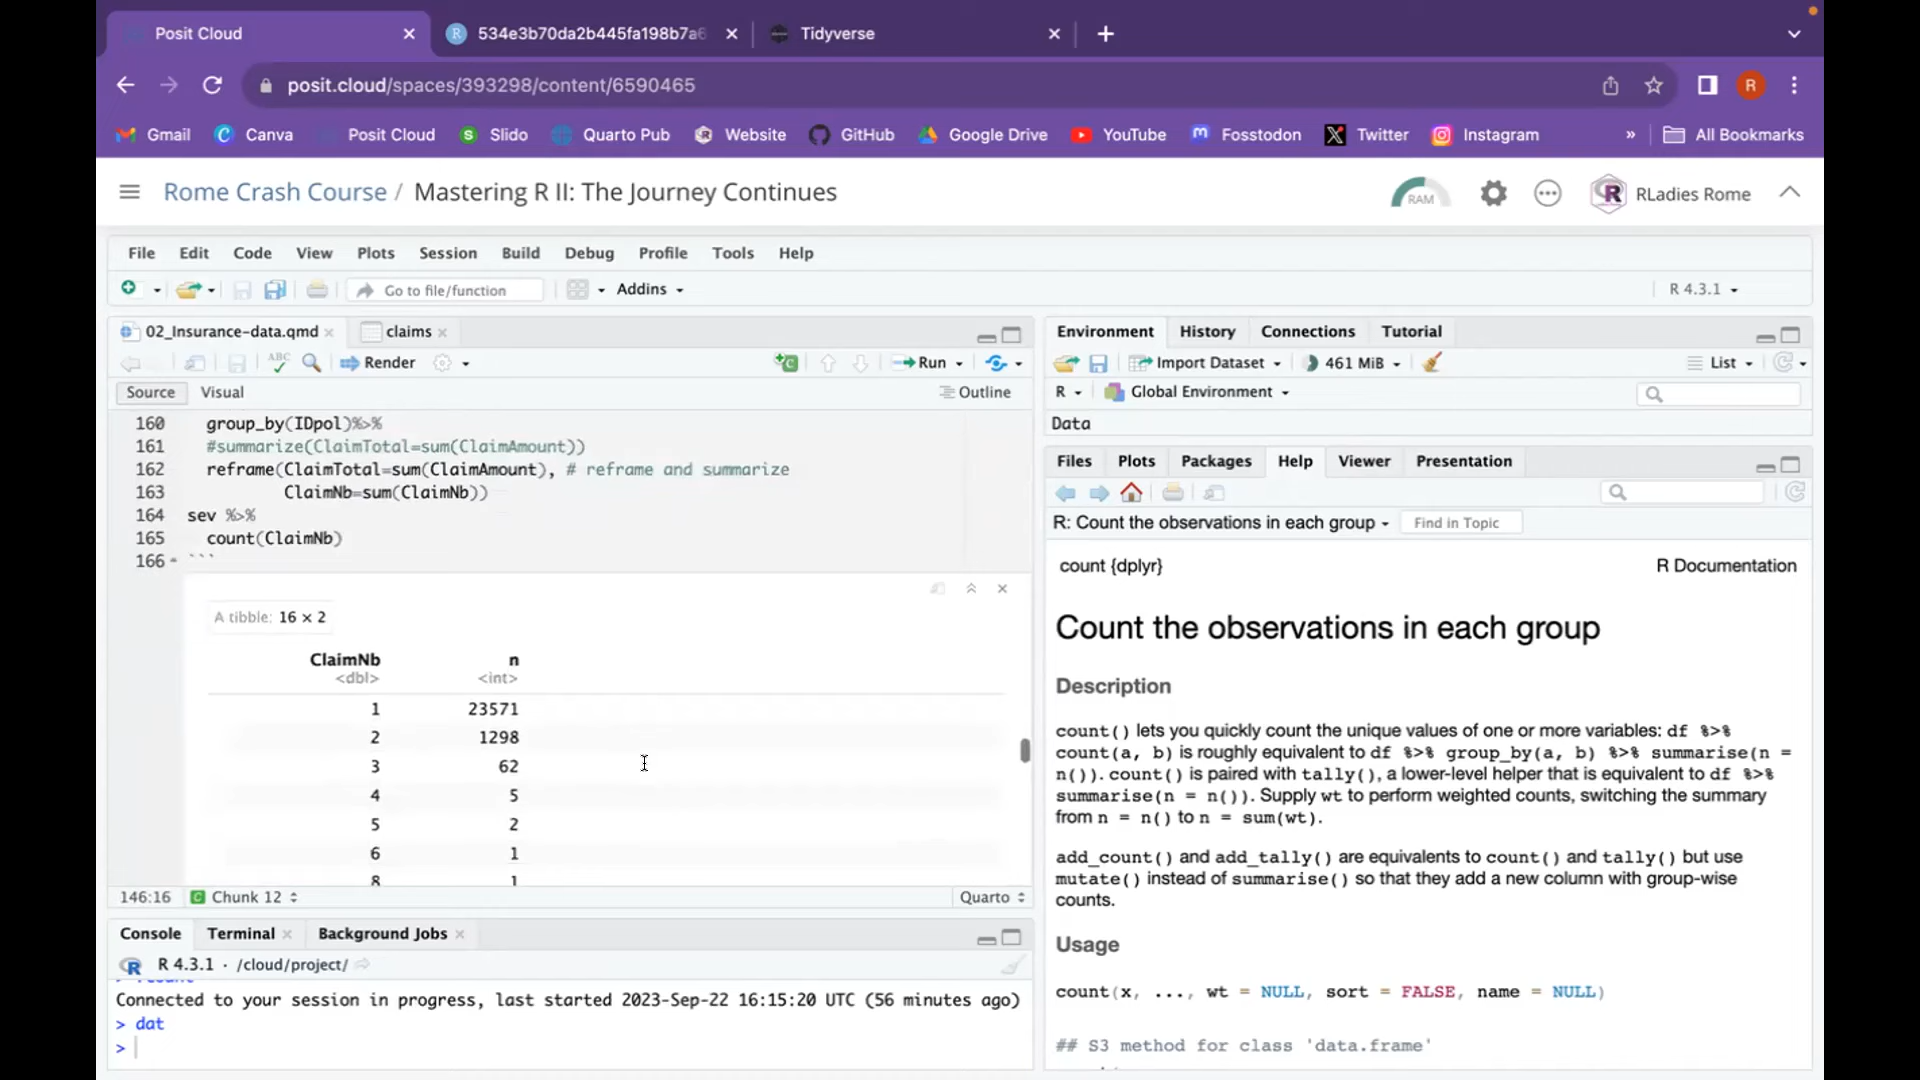 Posit Cloud
534e3b70da2b445fa198b7a6
Tidyverse
posit.cloud/spaces/393298/content/6590465
R
Gmail
Canva
Posit Cloud
Slido
Quarto Pub
Website
GitHub
Google Drive
YouTube
Fosstodon
Twitter
Instagram
»
All Bookmarks
Rome Crash Course / Mastering R II: The Journey Continues
RAM
RLadies Rome
File Edit Code View Plots Session Build Debug Profile Tools Help
Go to file/function
Addins
R 4.3.1
02_Insurance-data.qmd
claims
ABC
Render
Run
Source
Visual
Outline
160 group_by(IDpol)%>%
161 #summarize(ClaimTotal=sum(ClaimAmount))
162 reframe(ClaimTotal=sum(ClaimAmount), # reframe and summarize
163 ClaimNb=sum(ClaimNb))
164 sev %>%
165 count(ClaimNb)
166 ```
A tibble: 16 × 2
ClaimNb n
<dbl> <int>
1 23571
2 1298
3 62
4 5
5 2
6 1
8 1
146:16
Chunk 12
Quarto
Console
Terminal
Background Jobs
R 4.3.1 · /cloud/project/
Connected to your session in progress, last started 2023-Sep-22 16:15:20 UTC (56 minutes ago)
> dat
>
Environment History Connections Tutorial
Import Dataset
461 MiB
List
R
Global Environment
Data
Files Plots Packages Help Viewer Presentation
R: Count the observations in each group
Find in Topic
count {dplyr}
R Documentation
Count the observations in each group
Description
count() lets you quickly count the unique values of one or more variables: df %>%
count(a, b) is roughly equivalent to df %>% group_by(a, b) %>% summarise(n =
n()). count() is paired with tally(), a lower-level helper that is equivalent to df %>%
summarise(n = n()). Supply wt to perform weighted counts, switching the summary
from n = n() to n = sum(wt).
add_count() and add_tally() are equivalents to count() and tally() but use
mutate() instead of summarise() so that they add a new column with group-wise
counts.
Usage
count(x, ..., wt = NULL, sort = FALSE, name = NULL)
## S3 method for class 'data.frame'